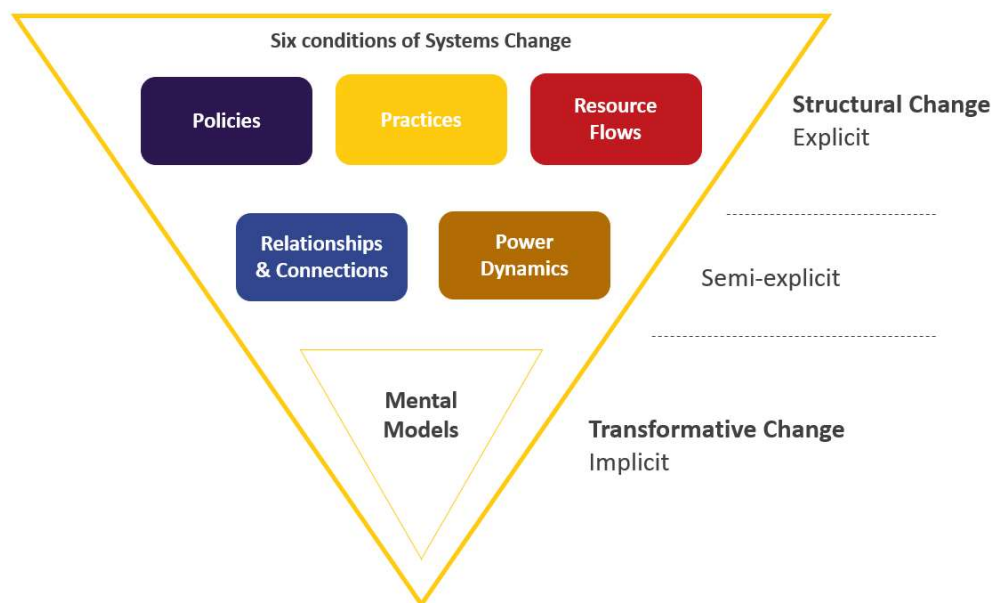 Six conditions of Systems Change
Policies
Practices
Resource
Flows
Structural Change
Explicit
Relationships
& Connections
Power
Dynamics
Semi-explicit
Mental
Models
Transformative Change
Implicit